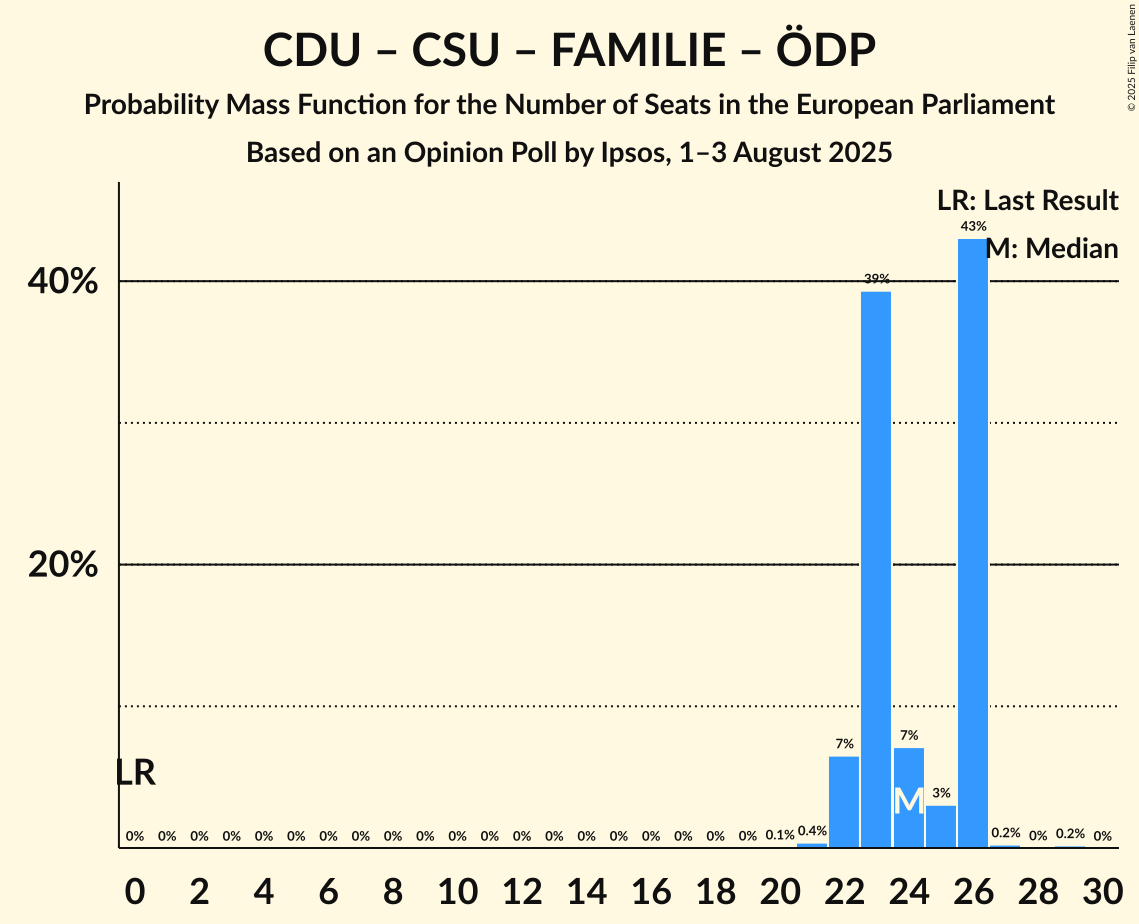 CDU – CSU – FAMILIE – ÖDP
Probability Mass Function for the Number of Seats in the European Parliament
Based on an Opinion Poll by Ipsos, 1–3 August 2025
© 2025 Filip van Laenen
LR: Last Result
M: Median
40%
20%
43%
39%
7%
7%
3%
LR
M
0% 0% 0% 0% 0% 0% 0% 0% 0% 0% 0% 0% 0% 0% 0% 0% 0% 0% 0% 0% 0.1% 0.4% 0.2% 0% 0.2% 0%
0 2 4 6 8 10 12 14 16 18 20 22 24 26 28 30